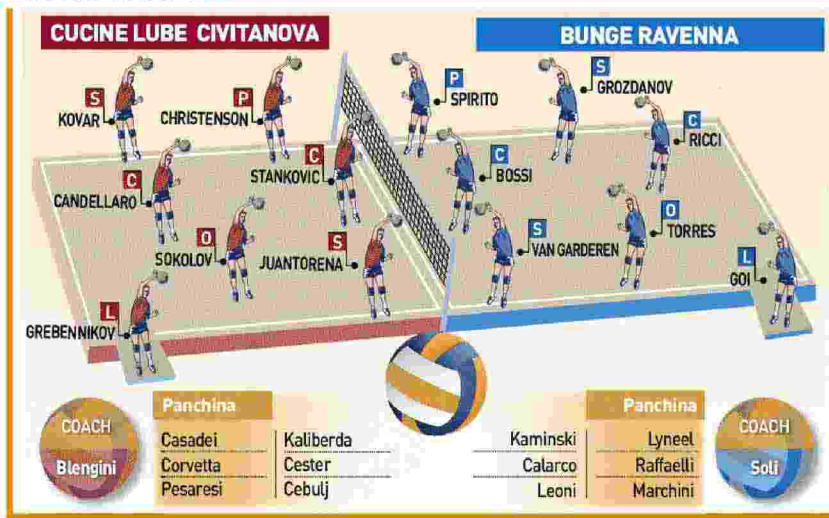 CUCINE LUBE CIVITANOVA
BUNGE RAVENNA
S
KOVAR
P
CHRISTENSON
C
CANDELLARO
C
STANKOVIC
O
SOKOLOV
S
JUANTORENA
L
GREBENNIKOV
P
SPIRITO
S
GROZDANOV
C
RICCI
C
BOSSI
S
VAN GARDEREN
O
TORRES
L
GOI
COACH
Blengini
Panchina
Casadei Kaliberda
Corvetta Cester
Pesaresi Cebulj
Panchina
Kaminski Lyneel
Calarco Raffaelli
Leoni Marchini
COACH
Soli